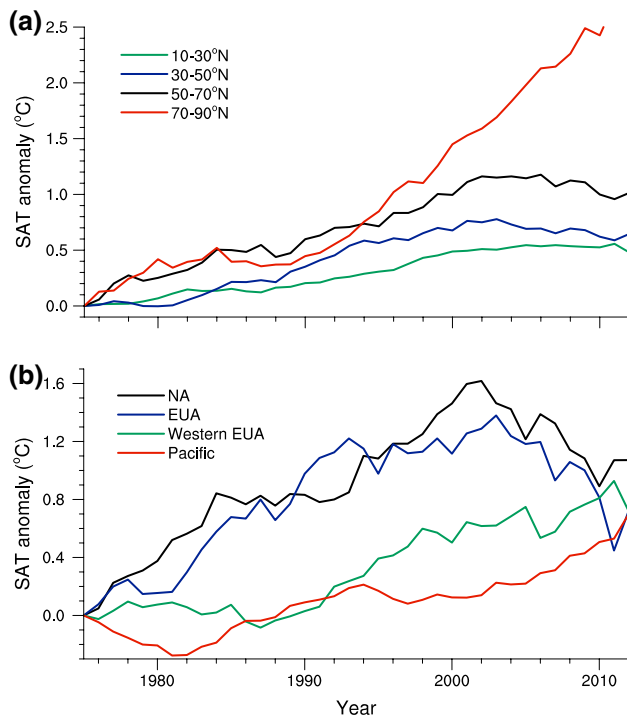 (a)
2.5
2.0
1.5
1.0
0.5
0.0
SAT anomaly (°C)
10-30°N
30-50°N
50-70°N
70-90°N
(b)
1.6
1.2
0.8
0.4
0.0
SAT anomaly (°C)
NA
EUA
Western EUA
Pacific
1980
1990
2000
2010
Year